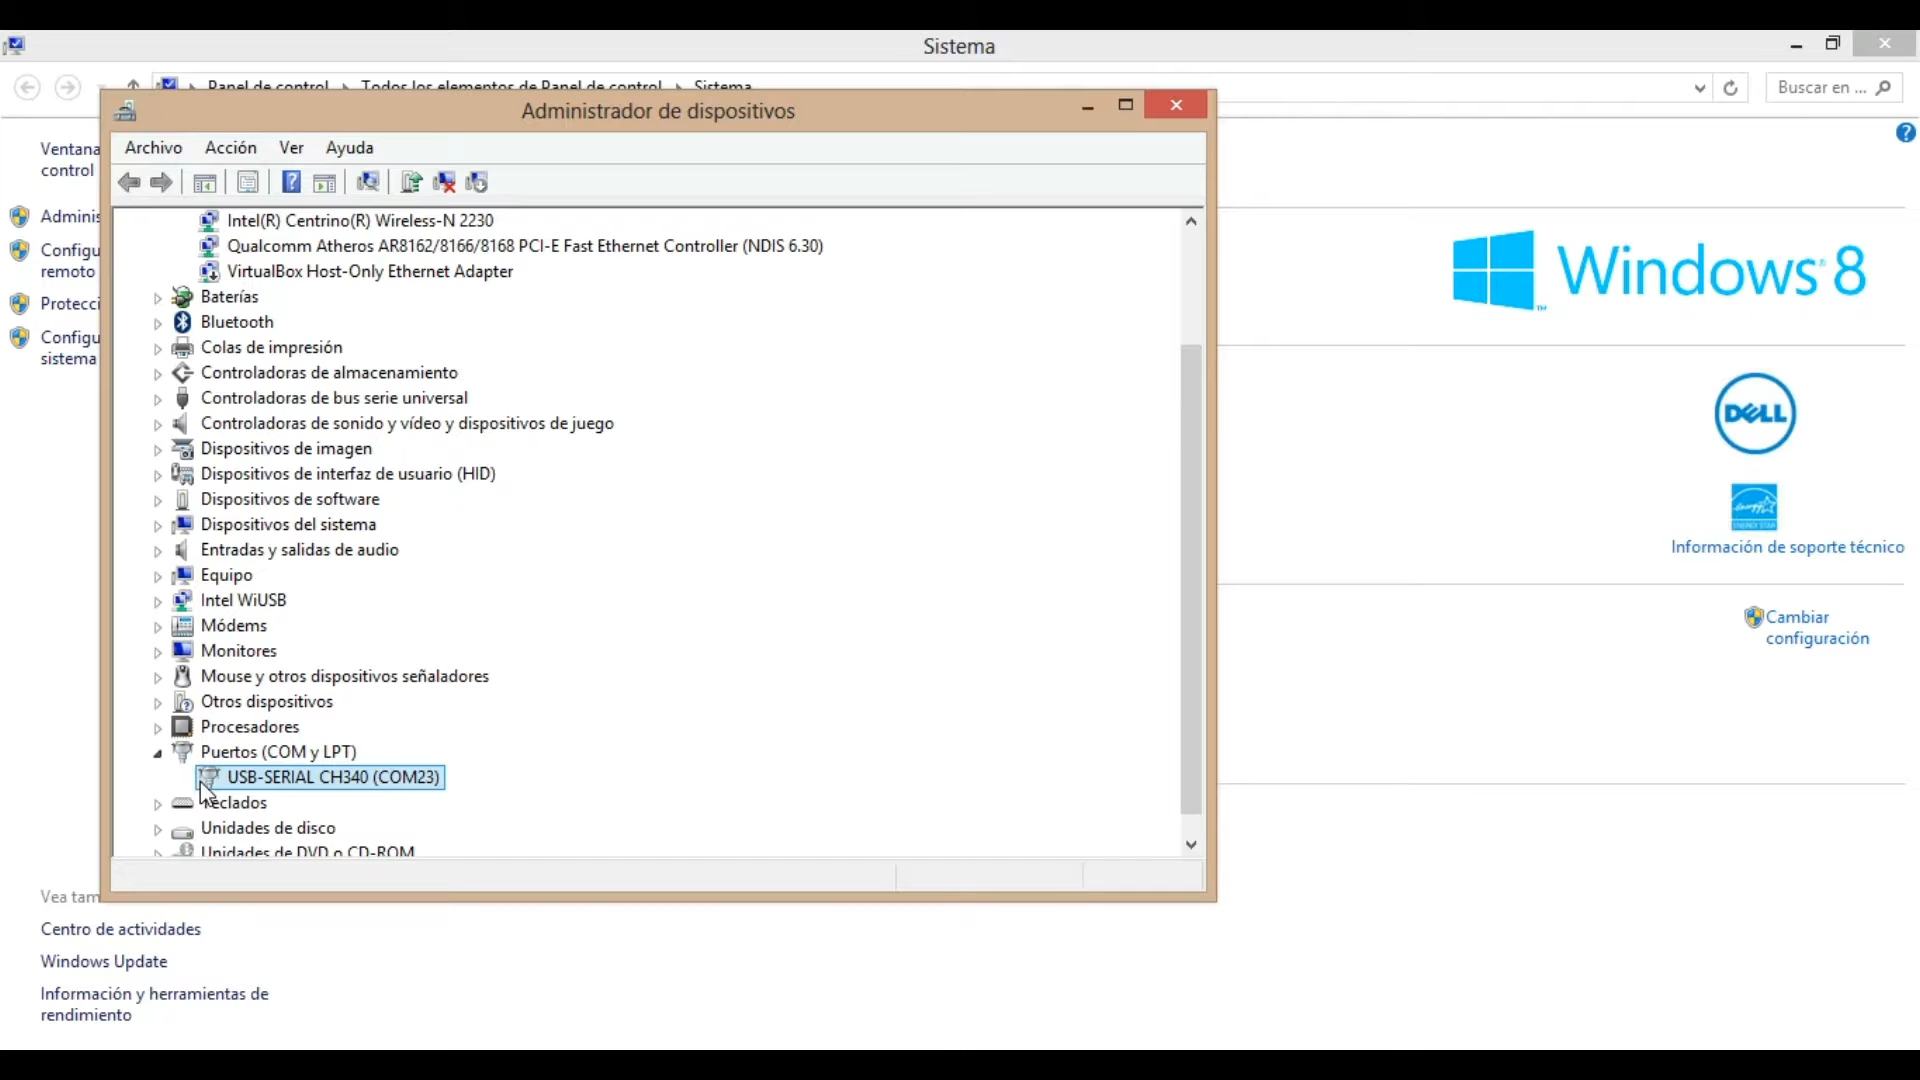 Sistema
Panel de control Todos los elementos de Panel de control Sistema
Buscar en ...
Administrador de dispositivos
Archivo Acción Ver Ayuda
Ventana
control
Adminis
Configu
remoto
Protecci
Configu
sistema
Intel(R) Centrino(R) Wireless-N 2230
Qualcomm Atheros AR8162/8166/8168 PCI-E Fast Ethernet Controller (NDIS 6.30)
VirtualBox Host-Only Ethernet Adapter
Baterías
Bluetooth
Colas de impresión
Controladoras de almacenamiento
Controladoras de bus serie universal
Controladoras de sonido y vídeo y dispositivos de juego
Dispositivos de imagen
Dispositivos de interfaz de usuario (HID)
Dispositivos de software
Dispositivos del sistema
Entradas y salidas de audio
Equipo
Intel WiUSB
Módems
Monitores
Mouse y otros dispositivos señaladores
Otros dispositivos
Procesadores
Puertos (COM y LPT)
USB-SERIAL CH340 (COM23)
Teclados
Unidades de disco
Unidades de DVD o CD-ROM
Windows 8
DELL
ENERGY STAR
Información de soporte técnico
Cambiar
configuración
Vea tam
Centro de actividades
Windows Update
Información y herramientas de
rendimiento